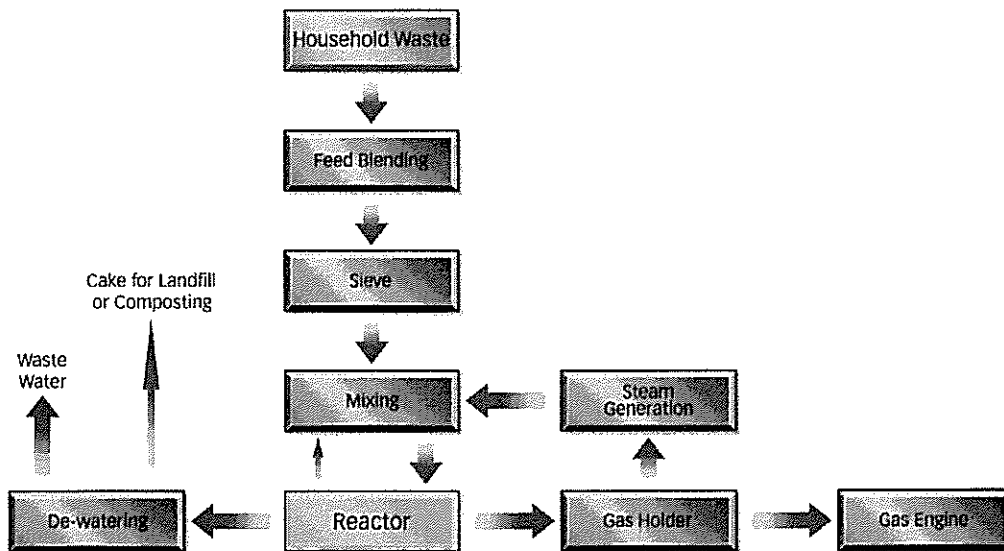 Household Waste
Feed Blending
Sieve
Cake for Landfill
or Composting
Waste
Water
Mixing
Steam
Generation
De-watering
Reactor
Gas Holder
Gas Engine